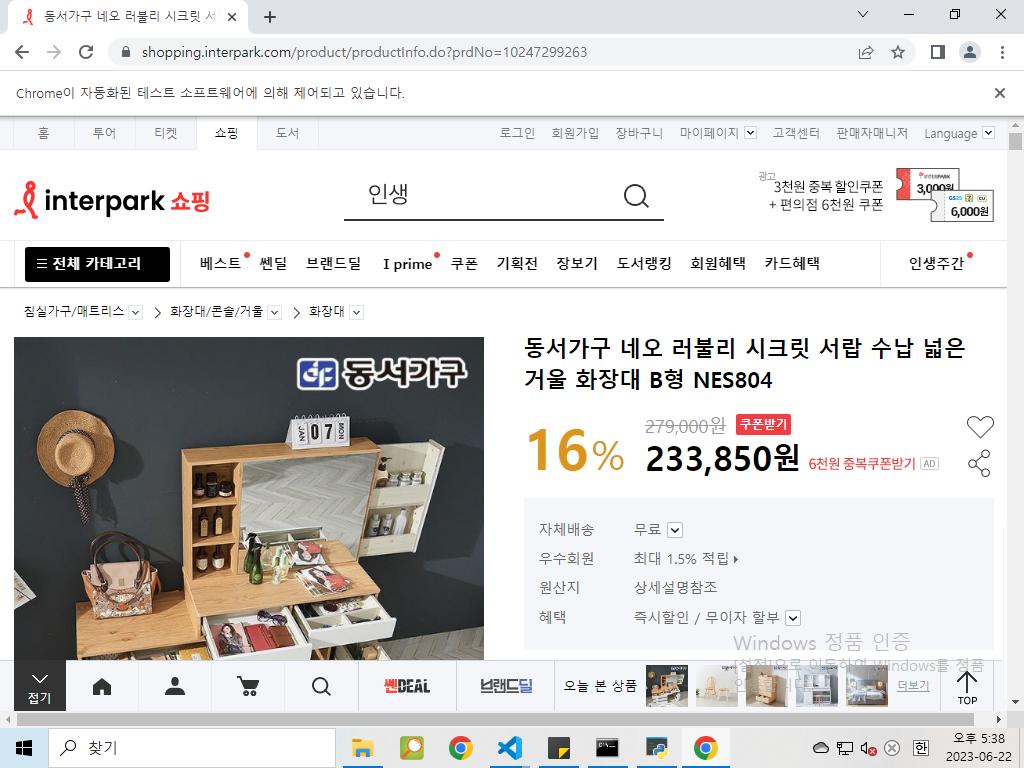 동서가구 네오 러불리 시크릿 서
shopping.interpark.com/product/productInfo.do?prdNo=10247299263
Chrome이 자동화된 테스트 소프트웨어에 의해 제어되고 있습니다.
홈 투어 티켓 쇼핑 도서 로그인 회원가입 장바구니 마이페이지 고객센터 판매자매니저 Language
interpark 쇼핑
인생
광고
3천원 중복 할인쿠폰
+ 편의점 6천원 쿠폰
INTERPARK
3,000원
GS25 CU
6,000원
전체 카테고리 베스트 쎈딜 브랜드딜 I prime 쿠폰 기획전 장보기 도서랭킹 회원혜택 카드혜택 인생주간
침실가구/매트리스 화장대/콘솔/거울 화장대
동서가구
JAN 07 MON
동서가구 네오 러불리 시크릿 서랍 수납 넓은
거울 화장대 B형 NES804
16% 279,000원 쿠폰받기
233,850원 6천원 중복쿠폰받기 AD
자체배송 무료
우수회원 최대 1.5% 적립
원산지 상세설명참조
혜택 즉시할인 / 무이자 할부
Windows 정품 인증
[설정]으로 이동하여 Windows를 정품
접기 쎈DEAL 브랜드딜 오늘 본 상품 더보기 TOP
찾기
오후 5:38
한
2023-06-22